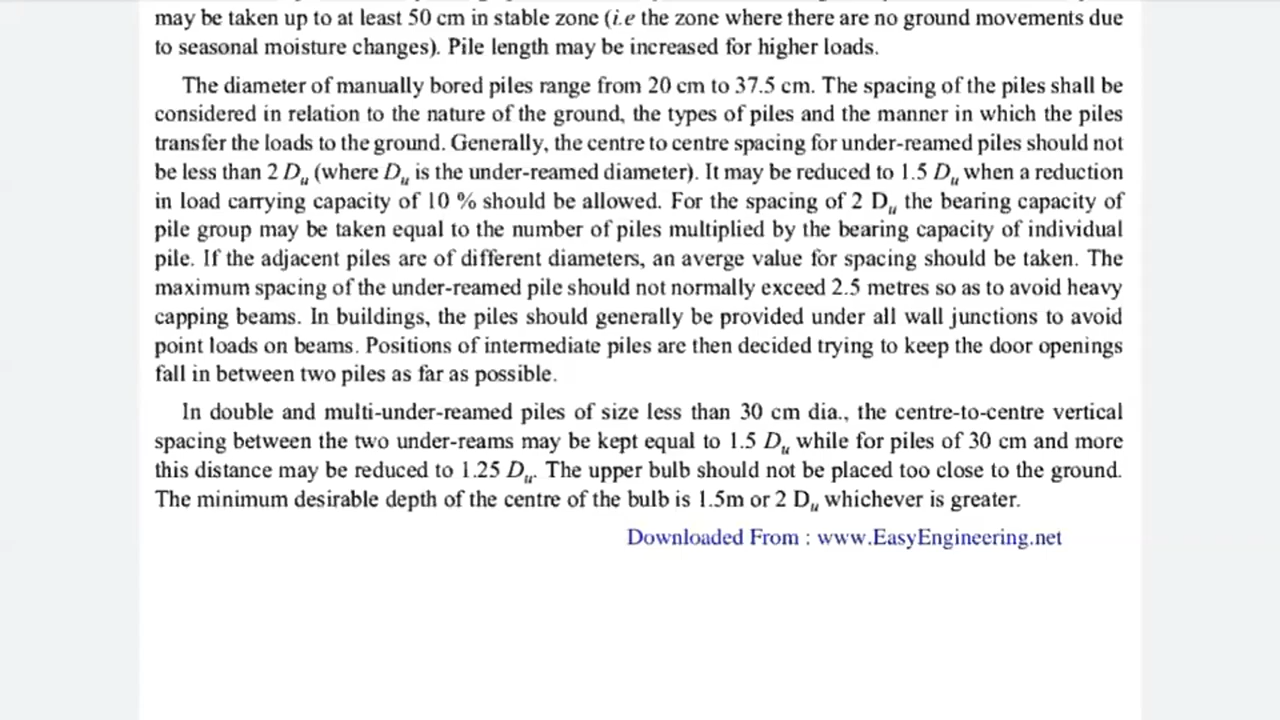 may be taken up to at least 50 cm in stable zone (i.e the zone where there are no ground movements due
to seasonal moisture changes). Pile length may be increased for higher loads.
The diameter of manually bored piles range from 20 cm to 37.5 cm. The spacing of the piles shall be
considered in relation to the nature of the ground, the types of piles and the manner in which the piles
transfer the loads to the ground. Generally, the centre to centre spacing for under-reamed piles should not
be less than 2 Du (where Du is the under-reamed diameter). It may be reduced to 1.5 Du when a reduction
in load carrying capacity of 10 % should be allowed. For the spacing of 2 Du the bearing capacity of
pile group may be taken equal to the number of piles multiplied by the bearing capacity of individual
pile. If the adjacent piles are of different diameters, an averge value for spacing should be taken. The
maximum spacing of the under-reamed pile should not normally exceed 2.5 metres so as to avoid heavy
capping beams. In buildings, the piles should generally be provided under all wall junctions to avoid
point loads on beams. Positions of intermediate piles are then decided trying to keep the door openings
fall in between two piles as far as possible.
In double and multi-under-reamed piles of size less than 30 cm dia., the centre-to-centre vertical
spacing between the two under-reams may be kept equal to 1.5 Du while for piles of 30 cm and more
this distance may be reduced to 1.25 Du. The upper bulb should not be placed too close to the ground.
The minimum desirable depth of the centre of the bulb is 1.5m or 2 Du whichever is greater.
Downloaded From : www.EasyEngineering.net